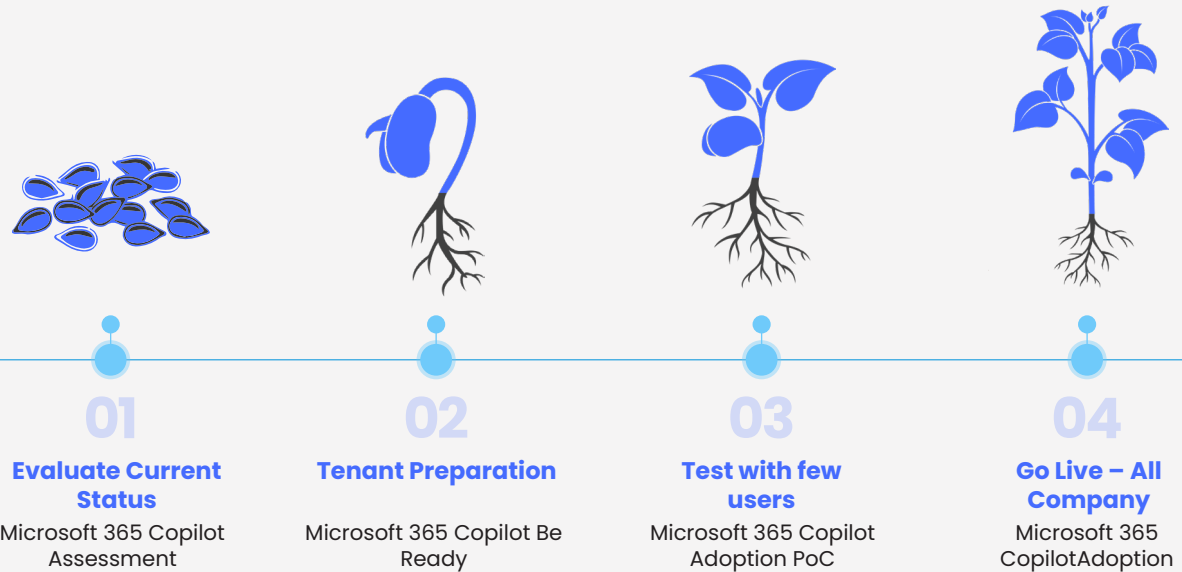 01
Evaluate Current
Status
Microsoft 365 Copilot
Assessment
02
Tenant Preparation
Microsoft 365 Copilot Be
Ready
03
Test with few
users
Microsoft 365 Copilot
Adoption PoC
04
Go Live – All
Company
Microsoft 365
CopilotAdoption